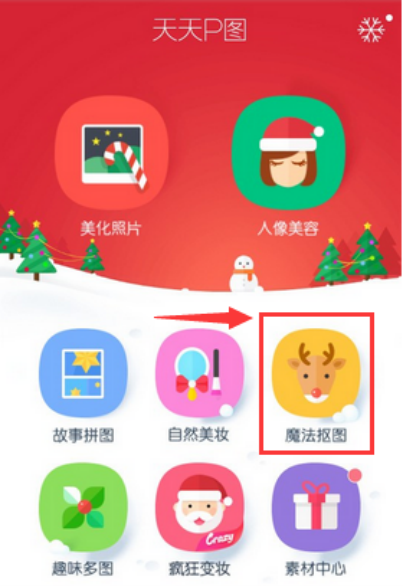 天天P图
美化照片
人像美容
故事拼图
自然美妆
魔法抠图
Crazy
趣味多图
疯狂变妆
素材中心